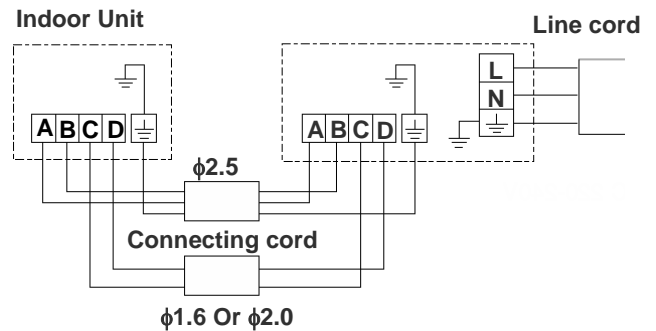 Indoor Unit
Line cord
L
N
A B C D
A B C D
ϕ2.5
Connecting cord
ϕ1.6 Or ϕ2.0